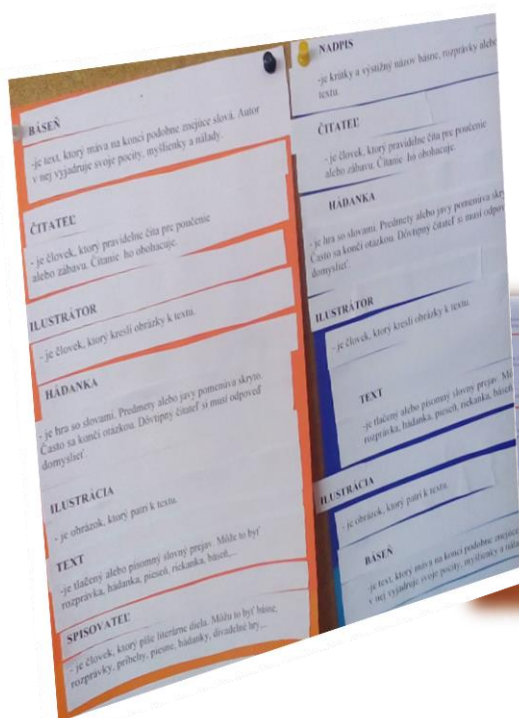 BÁSEŇ
-je text, ktorý máva na konci podobne znejúce slová. Autor
v nej vyjadruje svoje pocity, myšlienky a nálady.
ČITATEĽ
- je človek, ktorý pravidelne číta pre poučenie
alebo zábavu. Čítanie ho obohacuje.
ILUSTRÁTOR
- je človek, ktorý kreslí obrázky k textu.
HÁDANKA
- je hra so slovami. Predmety alebo javy pomenúva skryto.
Často sa končí otázkou. Dôvtipný čitateľ si musí odpoveď
domyslieť.
ILUSTRÁCIA
- je obrázok, ktorý patrí k textu.
TEXT
-je tlačený alebo písomný slovný prejav. Môže to byť
rozprávka, hádanka, pieseň, riekanka, báseň,...
SPISOVATEĽ
- je človek, ktorý píše literárne diela. Môžu to byť básne,
rozprávky, príbehy, piesne, hádanky, divadelné hry,...
NADPIS
-je krátky a výstižný názov básne, rozprávky alebo
textu.
ČITATEĽ
- je človek, ktorý pravidelne číta pre poučenie
alebo zábavu. Čítanie ho obohacuje.
HÁDANKA
- je hra so slovami. Predmety alebo javy pomenúva
Často sa končí otázkou. Dôvtipný čitateľ si musí
domyslieť.
ILUSTRÁTOR
- je človek, ktorý kreslí obrázky k textu.
TEXT
-je tlačený alebo písomný slovný prejav.
rozprávka, hádanka, pieseň, riekanka, báseň
ILUSTRÁCIA
- je obrázok, ktorý patrí k textu.
BÁSEŇ
-je text, ktorý máva na konci podobne znejúce
v nej vyjadruje svoje pocity, myšlienky a